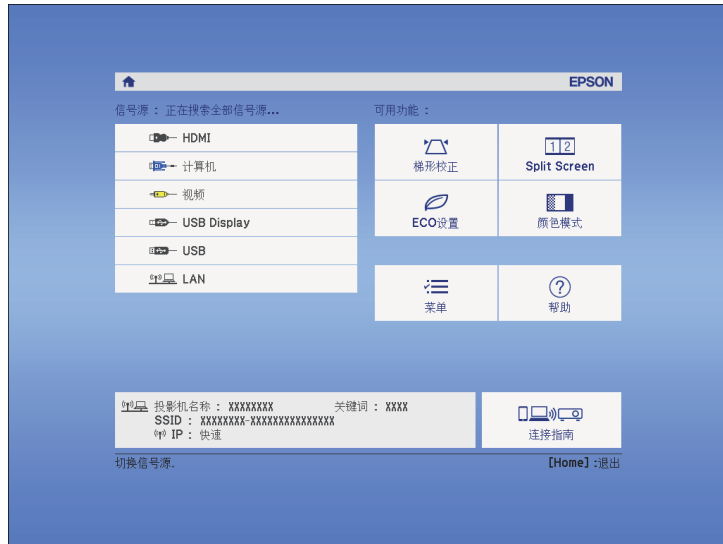 EPSON
信号源 : 正在搜索全部信号源...
HDMI
计算机
视频
USB Display
USB
LAN
可用功能 :
梯形校正
1 2
Split Screen
ECO设置
颜色模式
菜单
?
帮助
投影机名称 : XXXXXXXX 关键词 : XXXX
SSID : XXXXXXXX-XXXXXXXXXXXXXXX
IP : 快速
连接指南
切换信号源.
[Home] :退出